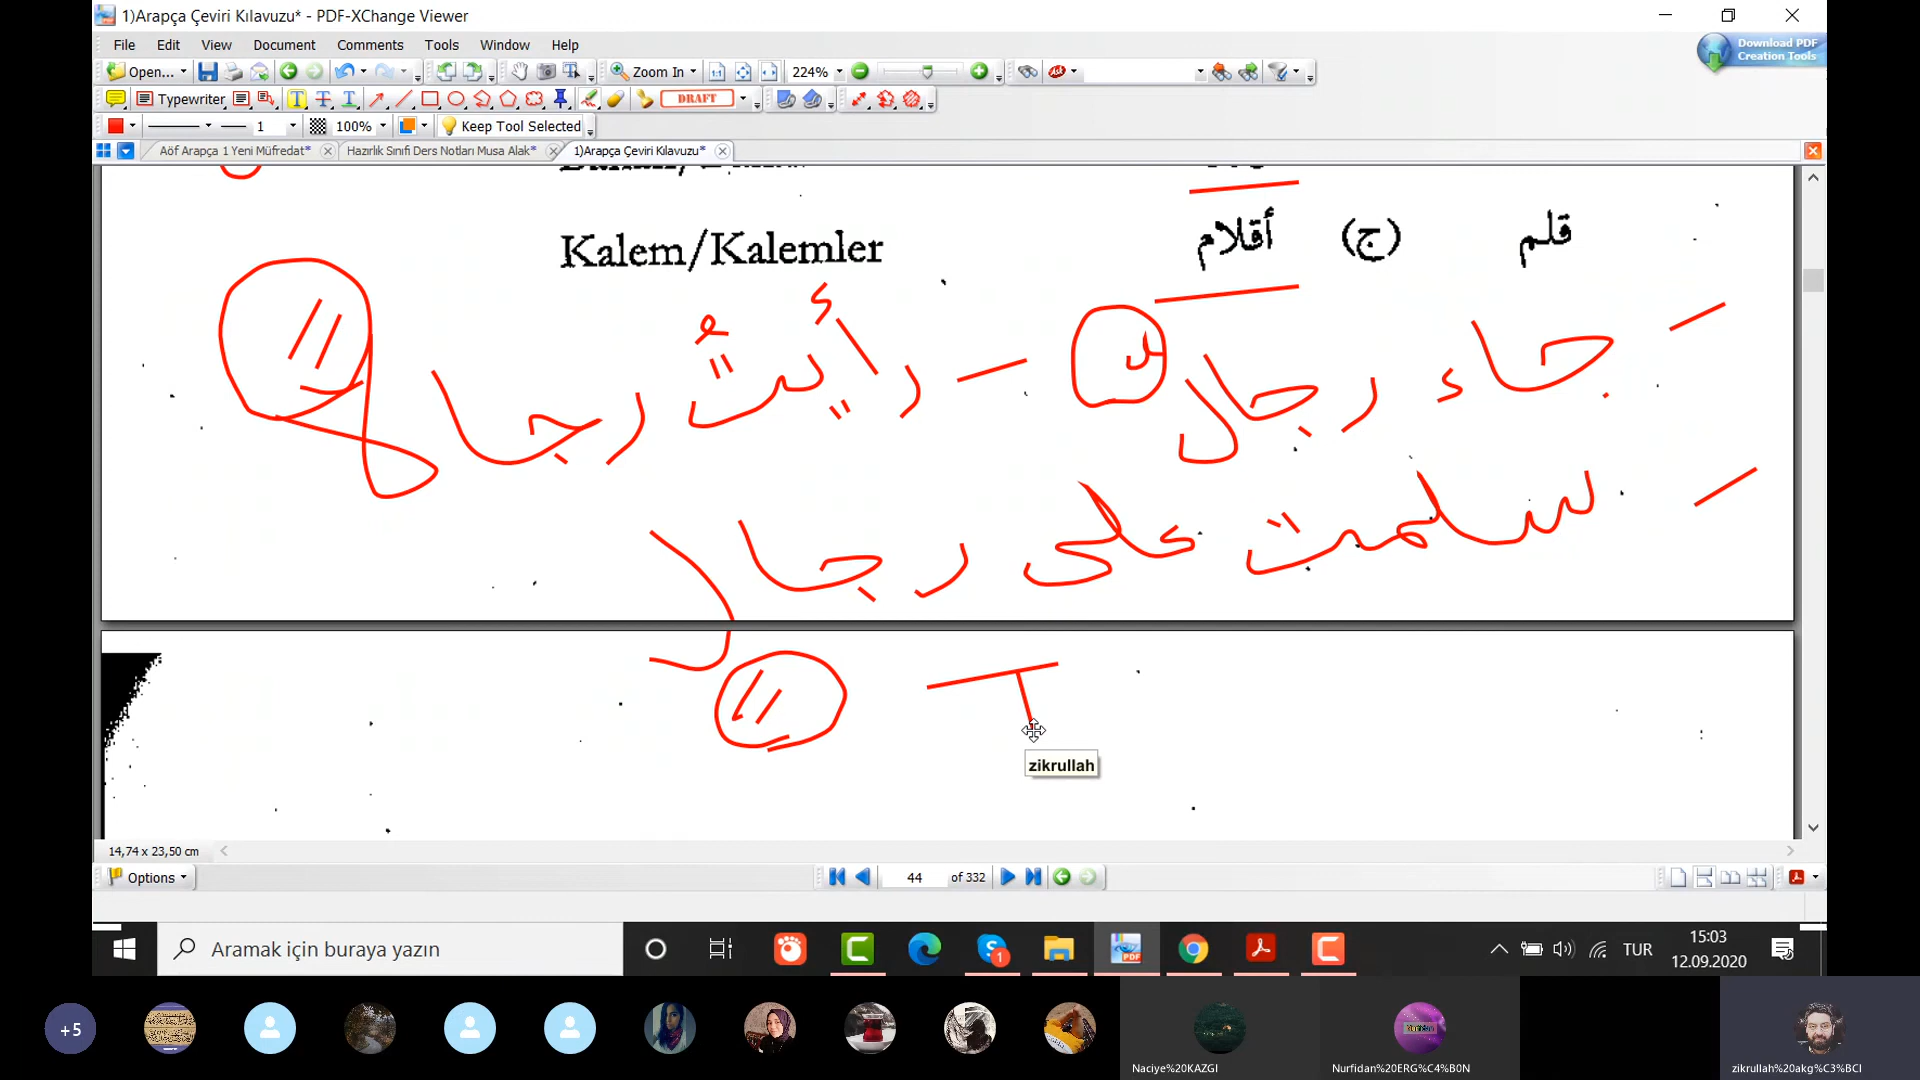 1)Arapça Çeviri Kılavuzu* - PDF-XChange Viewer
File Edit View Document Comments Tools Window Help
Download PDF
Creation Tools
Open... Zoom In 224%
Typewriter DRAFT
1 100% Keep Tool Selected
Aöf Arapça 1 Yeni Müfredat* Hazırlık Sınıfı Ders Notları Musa Alak* 1)Arapça Çeviri Kılavuzu*
Kalem/Kalemler قلم (ج) أقلام
- جاء رجال - رأيتُ رجا
- سلمت على رجال
zikrullah
14,74 x 23,50 cm
Options 44 of 332
Aramak için buraya yazın 1 TUR 15:03
12.09.2020
+5
Naciye%20KAZGI Nurfidan%20ERG%C4%B0N zikrullah%20akg%C3%BCl